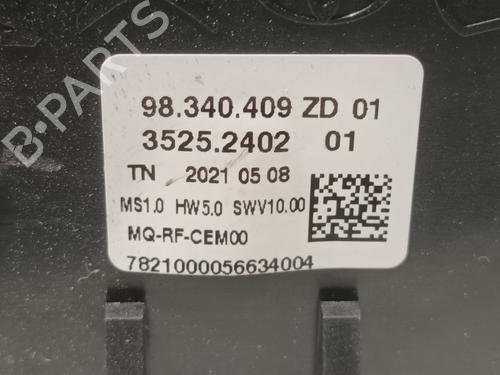 98.340.409 ZD 01
3525.2402 01
TN 2021 05 08
MS1.0 HW5.0 SWV10.00
MQ-RF-CEM00
7821000056634004
B-PARTS